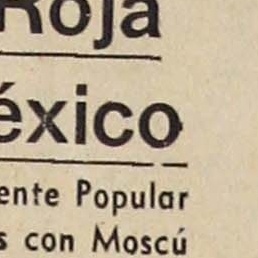 Roja
éxico
ente Popular
s con Moscú